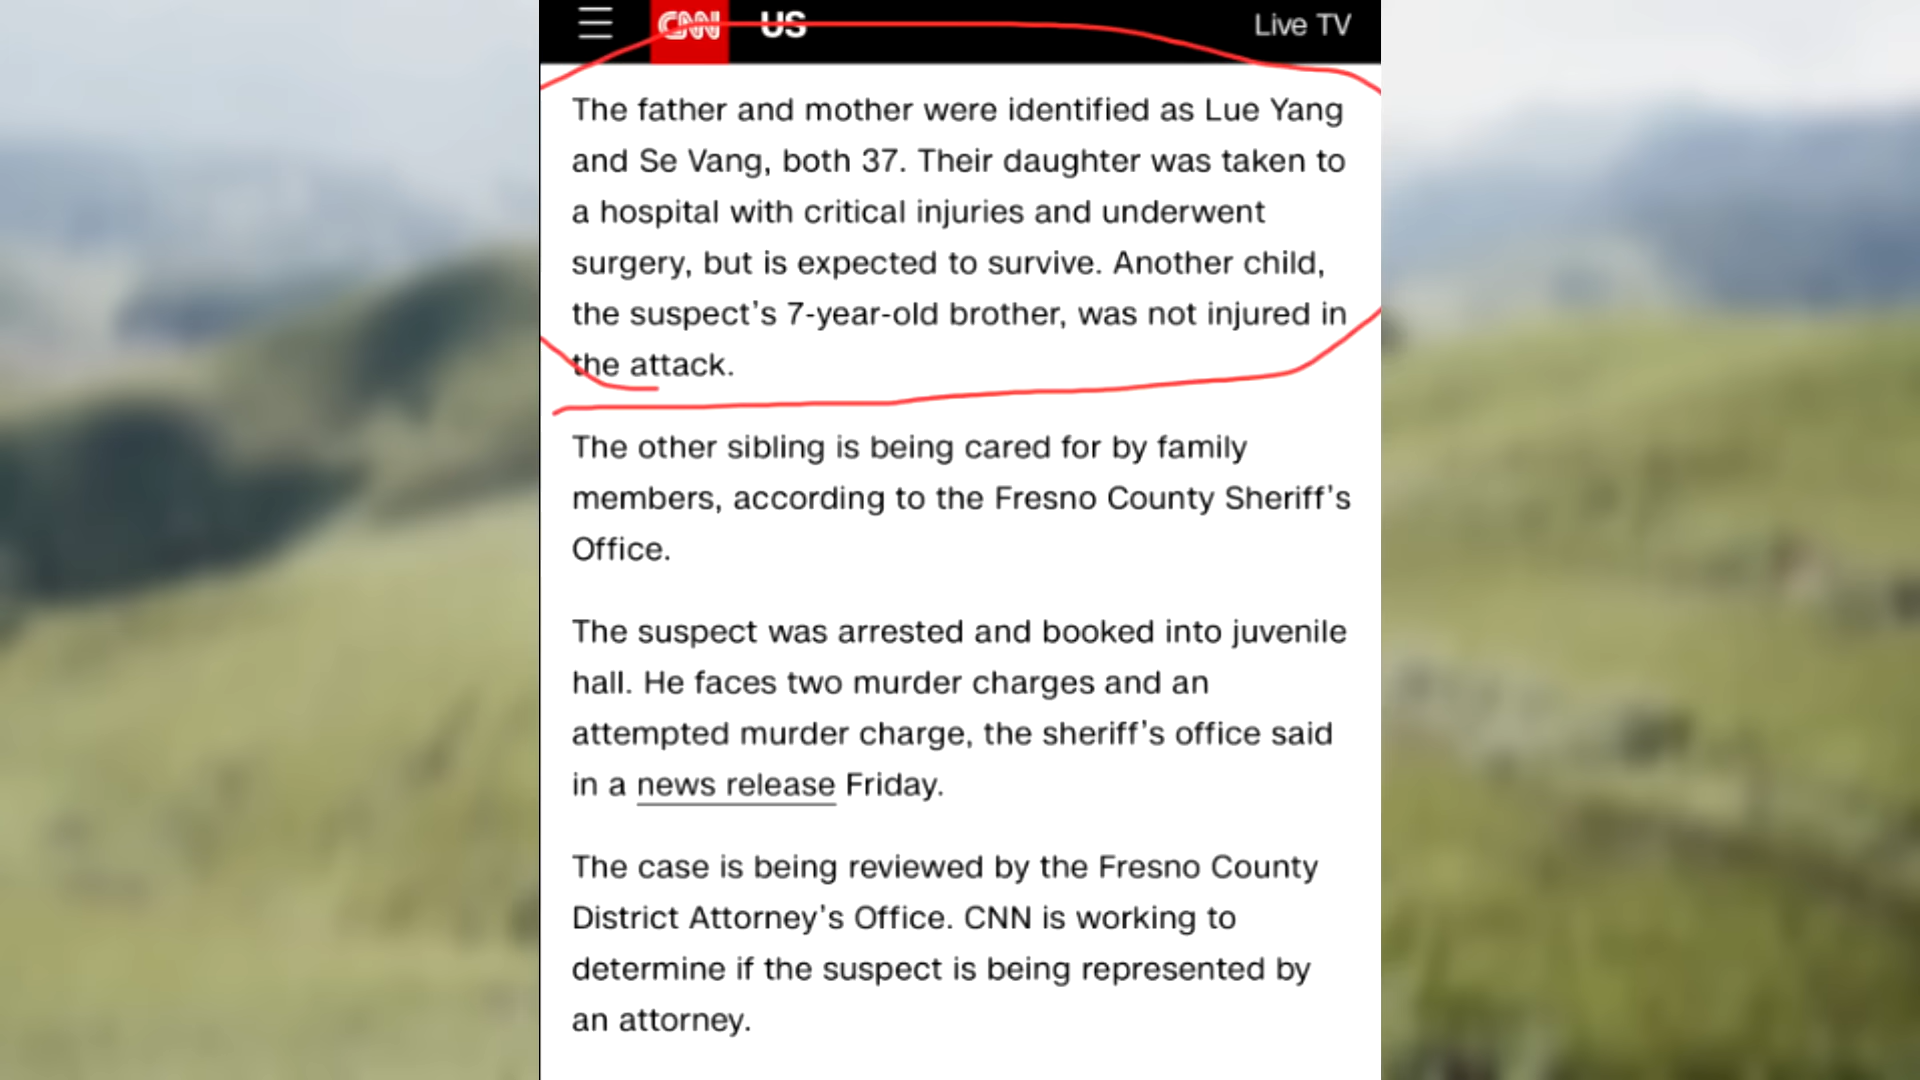 CNN US Live TV
The father and mother were identified as Lue Yang
and Se Vang, both 37. Their daughter was taken to
a hospital with critical injuries and underwent
surgery, but is expected to survive. Another child,
the suspect's 7-year-old brother, was not injured in
the attack.
The other sibling is being cared for by family
members, according to the Fresno County Sheriff's
Office.
The suspect was arrested and booked into juvenile
hall. He faces two murder charges and an
attempted murder charge, the sheriff's office said
in a news release Friday.
The case is being reviewed by the Fresno County
District Attorney's Office. CNN is working to
determine if the suspect is being represented by
an attorney.